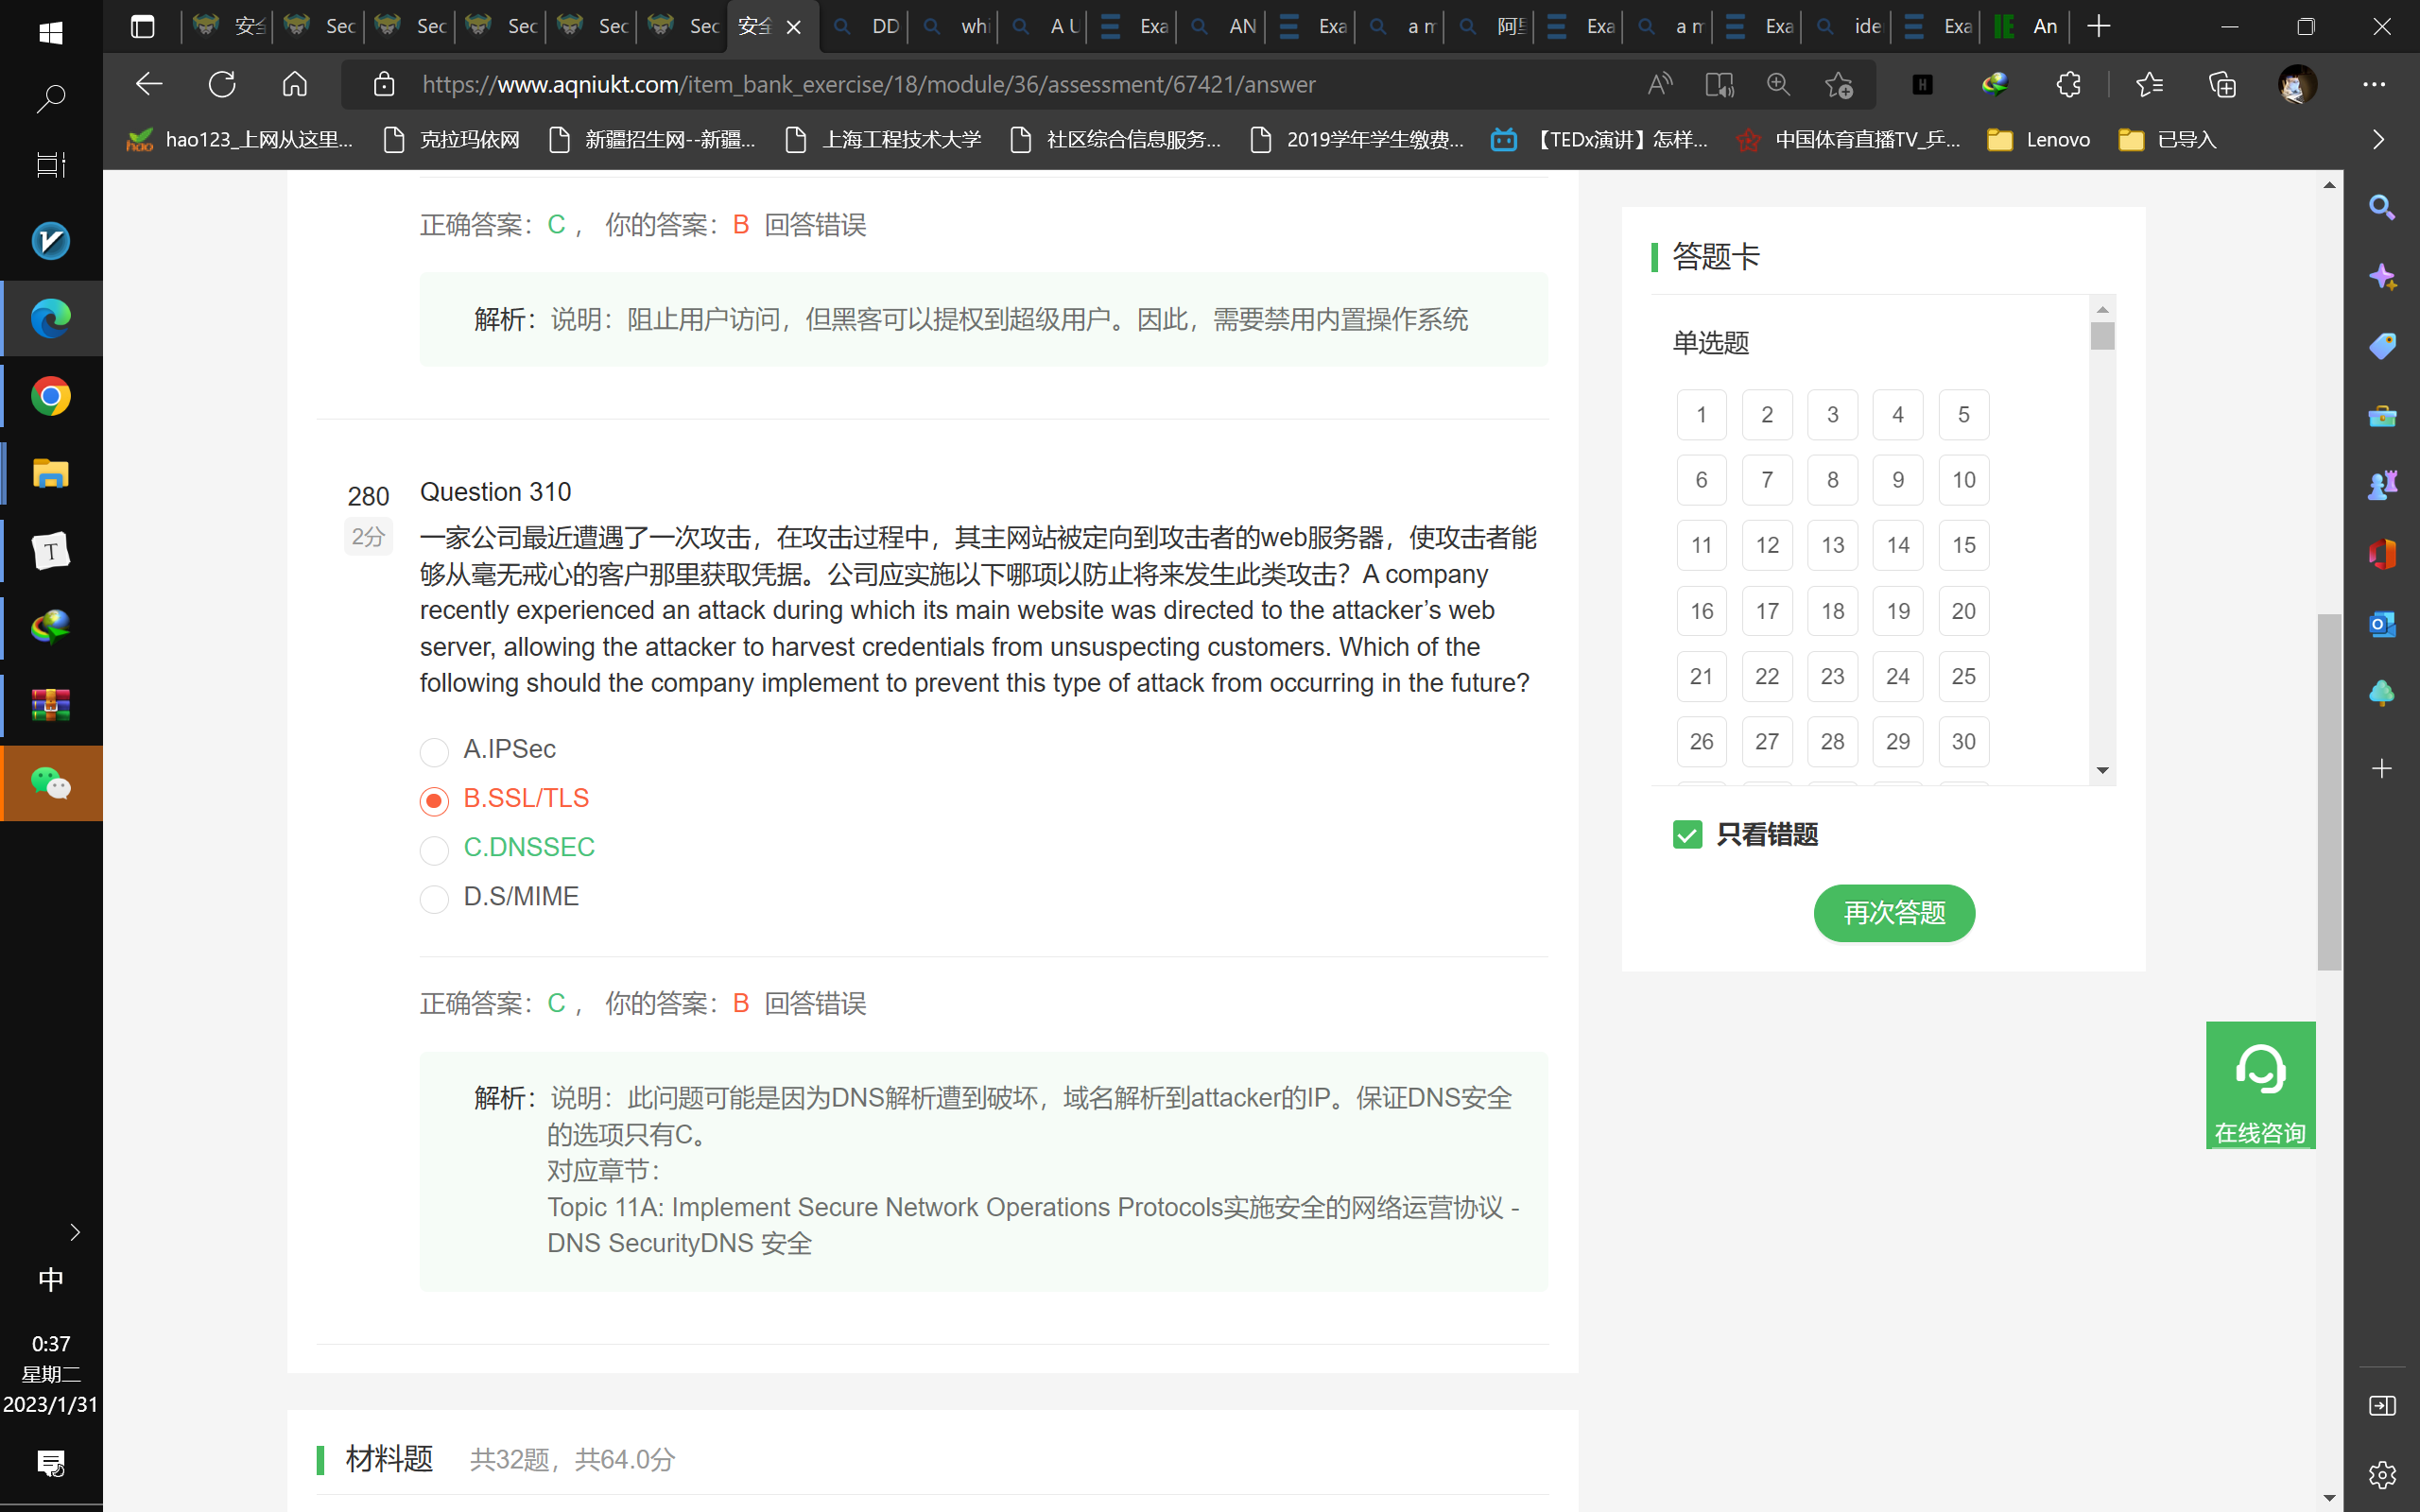 安全
Sec
Sec
Sec
Sec
Sec
安全
DD
whi
A U
Exa
AN
Exa
a m
阿里
Exa
a m
Exa
ide
Exa
An
https://www.aqniukt.com/item_bank_exercise/18/module/36/assessment/67421/answer
hao123_上网从这里...
克拉玛依网
新疆招生网--新疆...
上海工程技术大学
社区综合信息服务...
2019学年学生缴费...
【TEDx演讲】怎样...
中国体育直播TV_乒...
Lenovo
已导入
正确答案：C ， 你的答案：B 回答错误
解析：说明：阻止用户访问，但黑客可以提权到超级用户。因此，需要禁用内置操作系统
280
2分
Question 310
一家公司最近遭遇了一次攻击，在攻击过程中，其主网站被定向到攻击者的web服务器，使攻击者能
够从毫无戒心的客户那里获取凭据。公司应实施以下哪项以防止将来发生此类攻击？A company
recently experienced an attack during which its main website was directed to the attacker’s web
server, allowing the attacker to harvest credentials from unsuspecting customers. Which of the
following should the company implement to prevent this type of attack from occurring in the future?
A.IPSec
B.SSL/TLS
C.DNSSEC
D.S/MIME
正确答案：C ， 你的答案：B 回答错误
解析：说明：此问题可能是因为DNS解析遭到破坏，域名解析到attacker的IP。保证DNS安全
的选项只有C。
对应章节：
Topic 11A: Implement Secure Network Operations Protocols实施安全的网络运营协议 -
DNS SecurityDNS 安全
材料题 共32题，共64.0分
答题卡
单选题
1 2 3 4 5
6 7 8 9 10
11 12 13 14 15
16 17 18 19 20
21 22 23 24 25
26 27 28 29 30
只看错题
再次答题
在线咨询
中
0:37
星期二
2023/1/31